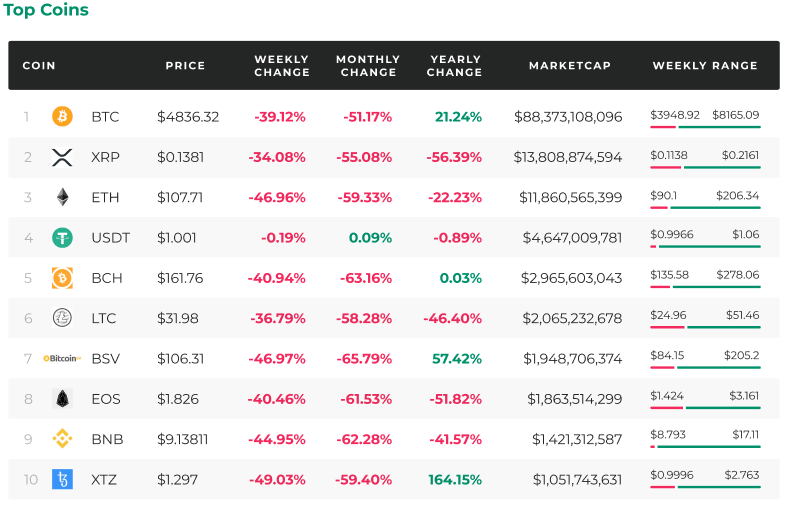 Top Coins
COIN PRICE WEEKLY CHANGE MONTHLY CHANGE YEARLY CHANGE MARKETCAP WEEKLY RANGE
1 BTC $4836.32 -39.12% -51.17% 21.24% $88,373,108,096 $3948.92 $8165.09
2 XRP $0.1381 -34.08% -55.08% -56.39% $13,808,874,594 $0.1138 $0.2161
3 ETH $107.71 -46.96% -59.33% -22.23% $11,860,565,399 $90.1 $206.34
4 USDT $1.001 -0.19% 0.09% -0.89% $4,647,009,781 $0.9966 $1.06
5 BCH $161.76 -40.94% -63.16% 0.03% $2,965,603,043 $135.58 $278.06
6 LTC $31.98 -36.79% -58.28% -46.40% $2,065,232,678 $24.96 $51.46
7 Bitcoin BSV $106.31 -46.97% -65.79% 57.42% $1,948,706,374 $84.15 $205.2
8 EOS $1.826 -40.46% -61.53% -51.82% $1,863,514,299 $1.424 $3.161
9 BNB $9.13811 -44.95% -62.28% -41.57% $1,421,312,587 $8.793 $17.11
10 XTZ $1.297 -49.03% -59.40% 164.15% $1,051,743,631 $0.9996 $2.763